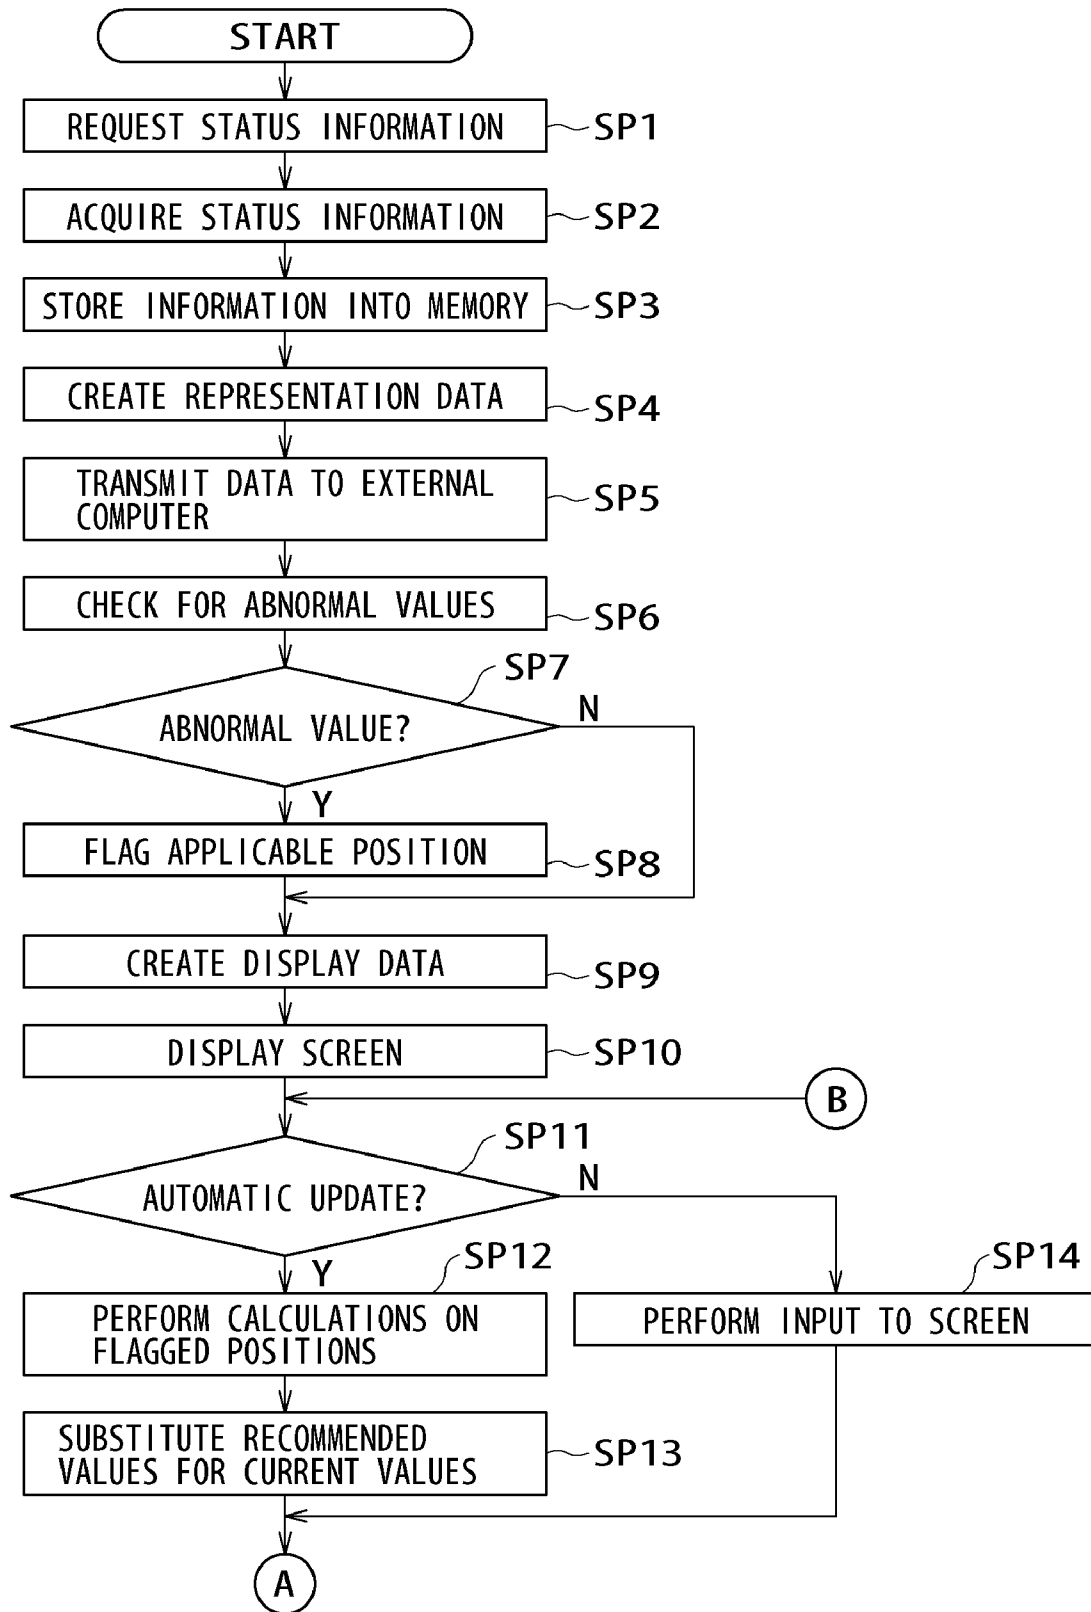 START
REQUEST STATUS INFORMATION
SP1
ACQUIRE STATUS INFORMATION
SP2
STORE INFORMATION INTO MEMORY
SP3
CREATE REPRESENTATION DATA
SP4
TRANSMIT DATA TO EXTERNAL
COMPUTER
SP5
CHECK FOR ABNORMAL VALUES
SP6
SP7
ABNORMAL VALUE?
N
Y
FLAG APPLICABLE POSITION
SP8
CREATE DISPLAY DATA
SP9
DISPLAY SCREEN
SP10
B
SP11
AUTOMATIC UPDATE?
N
Y
SP12
PERFORM CALCULATIONS ON
FLAGGED POSITIONS
SP14
PERFORM INPUT TO SCREEN
SUBSTITUTE RECOMMENDED
VALUES FOR CURRENT VALUES
SP13
A